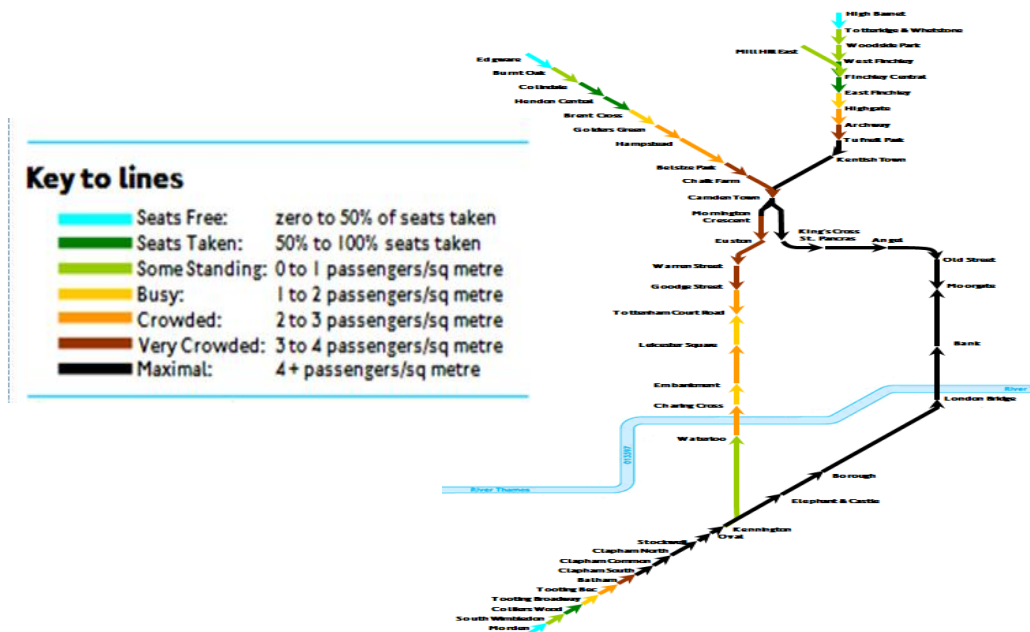 Key to lines
Seats Free: zero to 50% of seats taken
Seats Taken: 50% to 100% seats taken
Some Standing: 0 to 1 passengers/sq metre
Busy: 1 to 2 passengers/sq metre
Crowded: 2 to 3 passengers/sq metre
Very Crowded: 3 to 4 passengers/sq metre
Maximal: 4+ passengers/sq metre
High Barnet
Totteridge & Whetstone
Woodside Park
Mill Hill East
West Finchley
Finchley Central
East Finchley
Highgate
Archway
Tufnell Park
Kentish Town
Edgware
Burnt Oak
Colindale
Hendon Central
Brent Cross
Golders Green
Hampstead
Belsize Park
Chalk Farm
Camden Town
Mornington
Crescent
Euston
King's Cross
St. Pancras
Angel
Old Street
Moorgate
Bank
London Bridge
Warren Street
Goodge Street
Tottenham Court Road
Leicester Square
Embankment
Charing Cross
Waterloo
River
River Thames
Borough
Elephant & Castle
Kennington
Oval
Stockwell
Clapham North
Clapham Common
Clapham South
Balham
Tooting Bec
Tooting Broadway
Colliers Wood
South Wimbledon
Morden